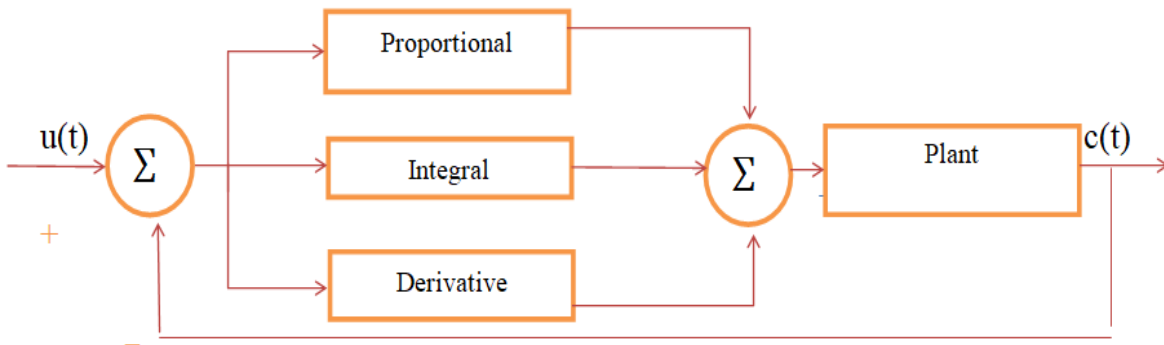 Proportional
u(t)
Σ
Integral
Σ
Plant
c(t)
+
Derivative